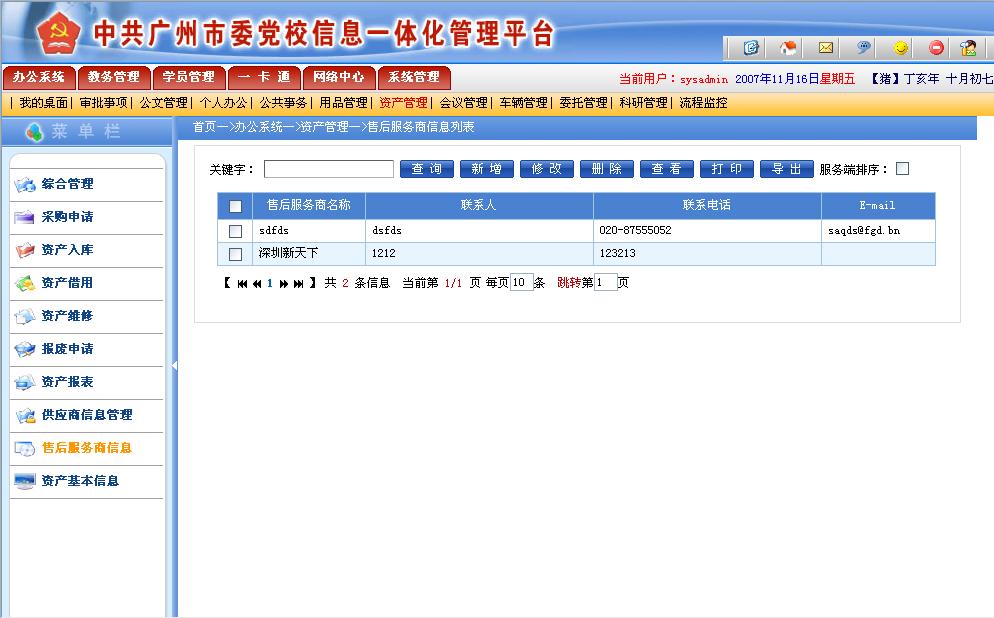 中共广州市委党校信息一体化管理平台
办公系统 教务管理 学员管理 一 卡 通 网络中心 系统管理
当前用户：sysadmin 2007年11月16日星期五 【猪】丁亥年 十月初七
| 我的桌面| 审批事项| 公文管理| 个人办公| 公共事务| 用品管理| 资产管理| 会议管理| 车辆管理| 委托管理| 科研管理| 流程监控
菜 单 栏
首页—>办公系统—>资产管理—>售后服务商信息列表
综合管理
采购申请
资产入库
资产借用
资产维修
报废申请
资产报表
供应商信息管理
售后服务商信息
资产基本信息
关键字： 查 询 新 增 修 改 删 除 查 看 打 印 导 出 服务端排序：
售后服务商名称 联系人 联系电话 E-mail
sdfds dsfds 020-87555052 saqds@fgd.bn
深圳新天下 1212 123213
【 1 】 共 2 条信息 当前第 1/1 页 每页10条 跳转第1页